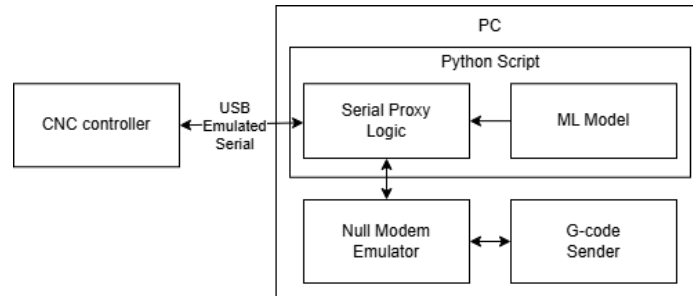 PC
Python Script
CNC controller
USB
Emulated
Serial
Serial Proxy
Logic
ML Model
Null Modem
Emulator
G-code
Sender